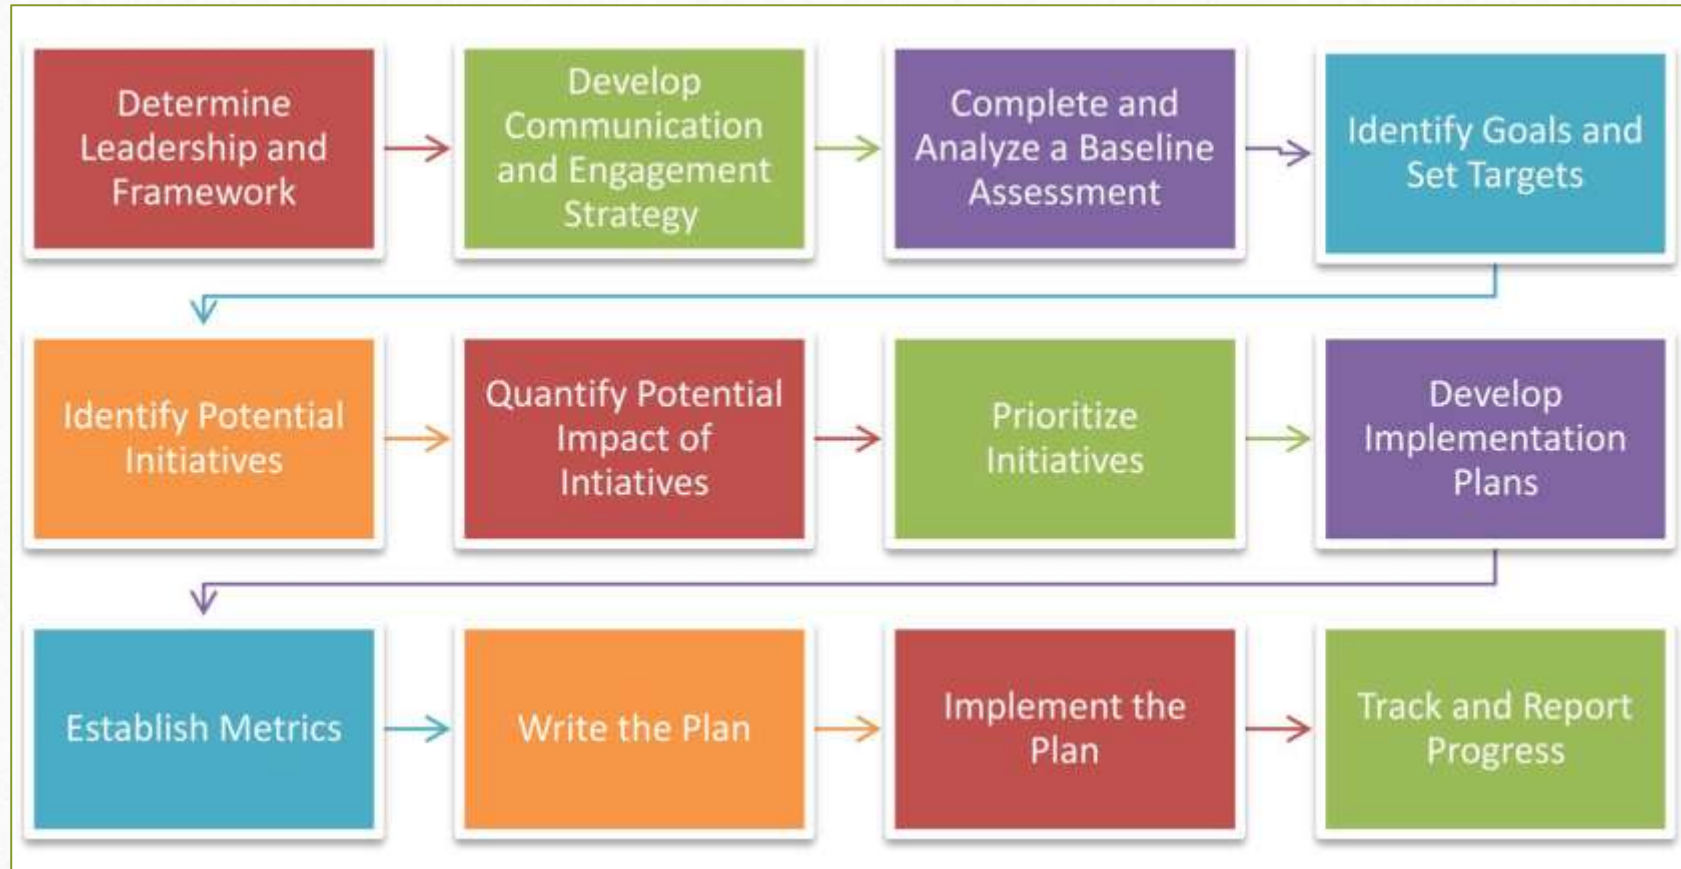 Determine
Leadership and
Framework
Develop
Communication
and Engagement
Strategy
Complete and
Analyze a Baseline
Assessment
Identify Goals and
Set Targets
Identify Potential
Initiatives
Quantify Potential
Impact of
Intiatives
Prioritize
Initiatives
Develop
Implementation
Plans
Establish Metrics
Write the Plan
Implement the
Plan
Track and Report
Progress